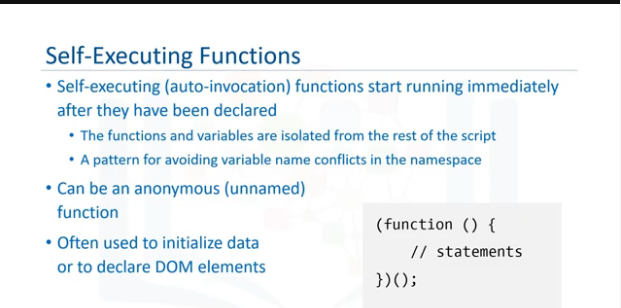 Self-Executing Functions
• Self-executing (auto-invocation) functions start running immediately
after they have been declared
• The functions and variables are isolated from the rest of the script
• A pattern for avoiding variable name conflicts in the namespace
• Can be an anonymous (unnamed)
function
• Often used to initialize data
or to declare DOM elements
(function () {
// statements
})();